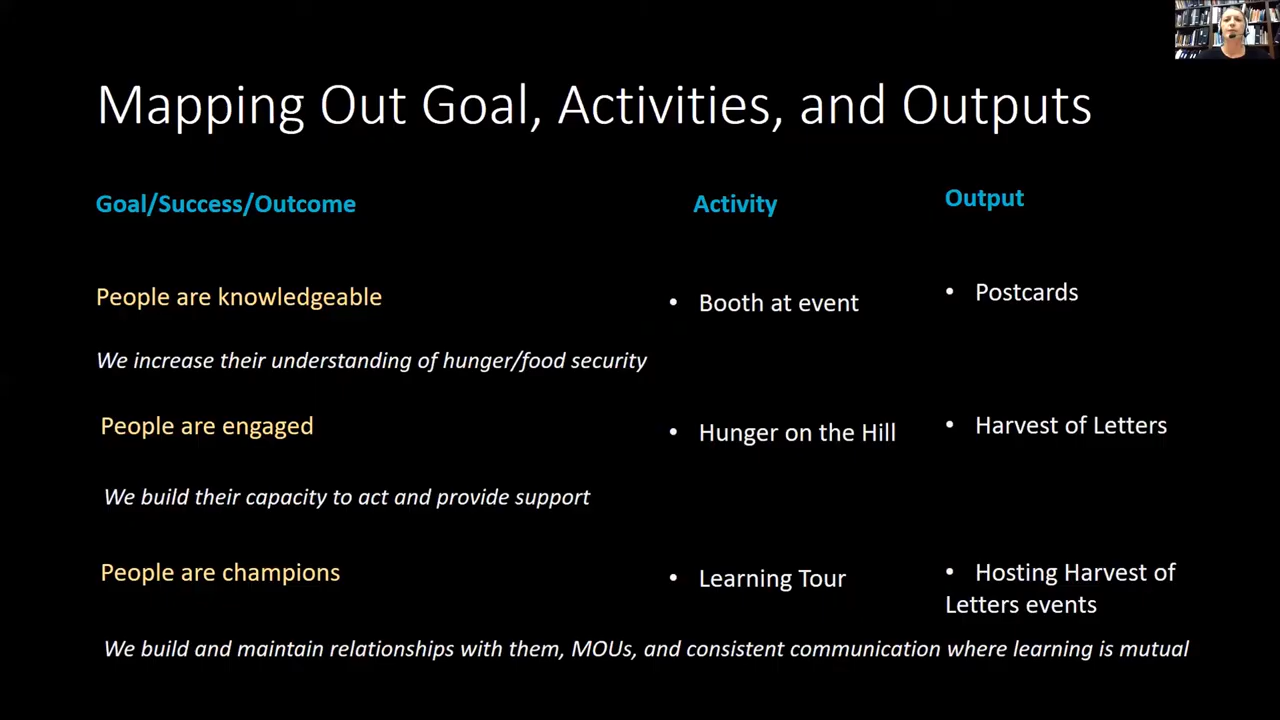 Mapping Out Goal, Activities, and Outputs
Goal/Success/Outcome
Activity
Output
People are knowledgeable
• Booth at event
• Postcards
We increase their understanding of hunger/food security
People are engaged
• Hunger on the Hill
• Harvest of Letters
We build their capacity to act and provide support
People are champions
• Learning Tour
• Hosting Harvest of
Letters events
We build and maintain relationships with them, MOUs, and consistent communication where learning is mutual